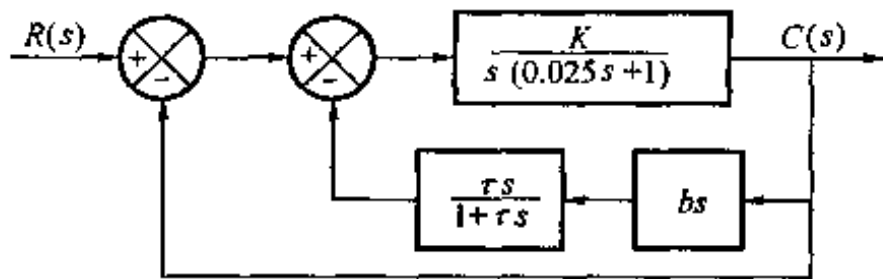 R(s)
+
−
+
−
K
s (0.025s +1)
C(s)
τs
1+τs
bs